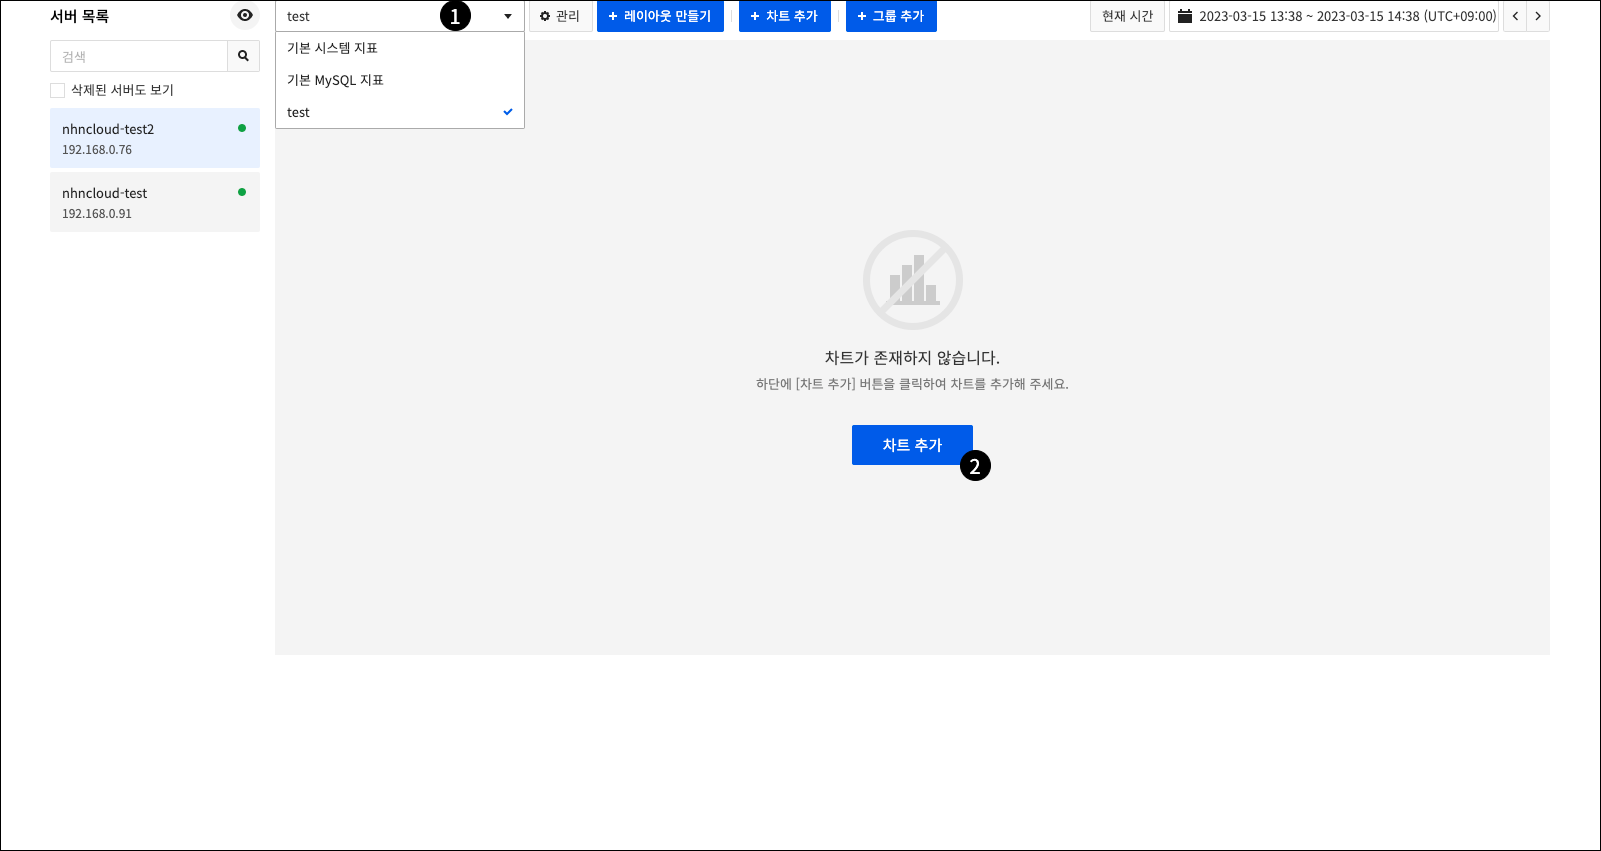 서버 목록
test
1
관리
+ 레이아웃 만들기
+ 차트 추가
+ 그룹 추가
현재 시간
2023-03-15 13:38 ~ 2023-03-15 14:38 (UTC+09:00)
검색
삭제된 서버도 보기
nhncloud-test2
192.168.0.76
nhncloud-test
192.168.0.91
기본 시스템 지표
기본 MySQL 지표
test
차트가 존재하지 않습니다.
하단에 [차트 추가] 버튼을 클릭하여 차트를 추가해 주세요.
차트 추가
2